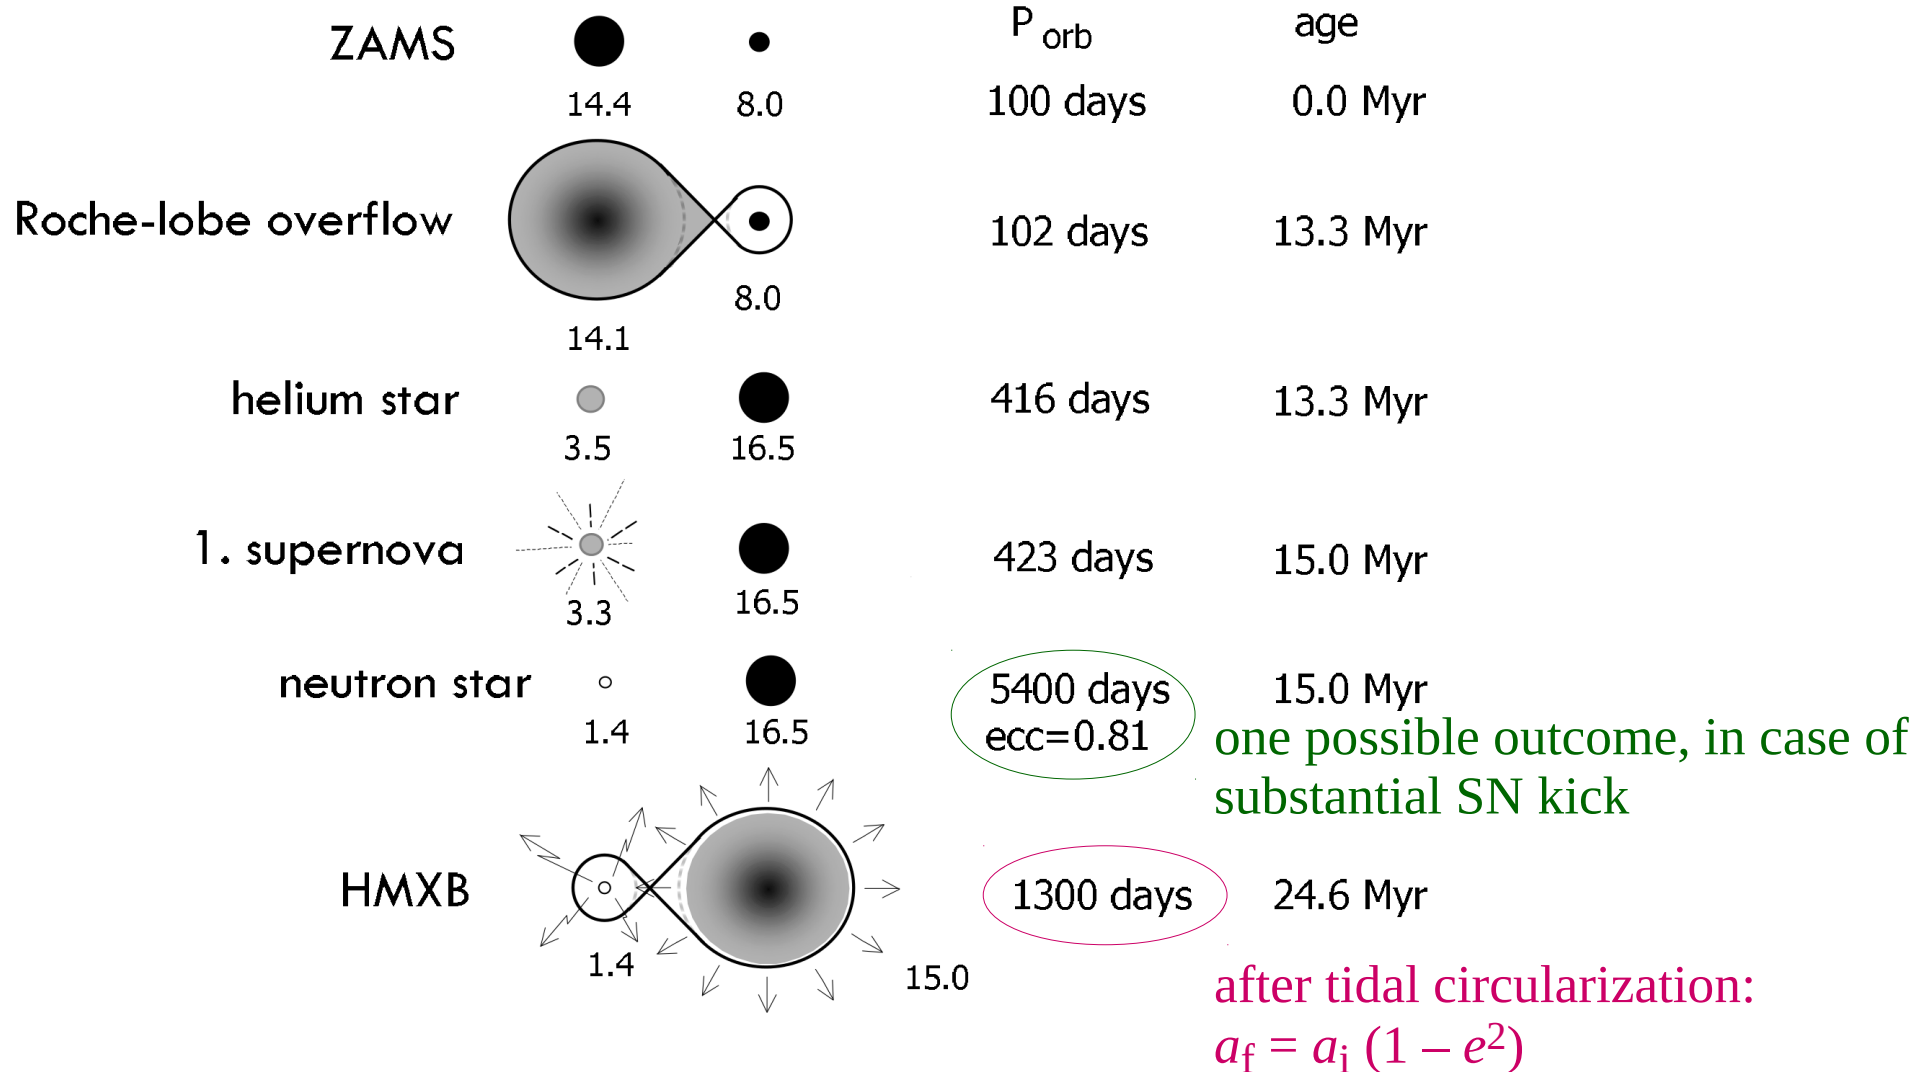 P orb age
ZAMS
14.4 8.0 100 days 0.0 Myr
Roche-lobe overflow 102 days 13.3 Myr
8.0
14.1
helium star 416 days 13.3 Myr
3.5 16.5
1. supernova 423 days 15.0 Myr
3.3 16.5
neutron star 5400 days 15.0 Myr
1.4 16.5 ecc=0.81
one possible outcome, in case of
substantial SN kick
HMXB 1300 days 24.6 Myr
1.4 15.0
after tidal circularization:
af = ai (1 – e²)